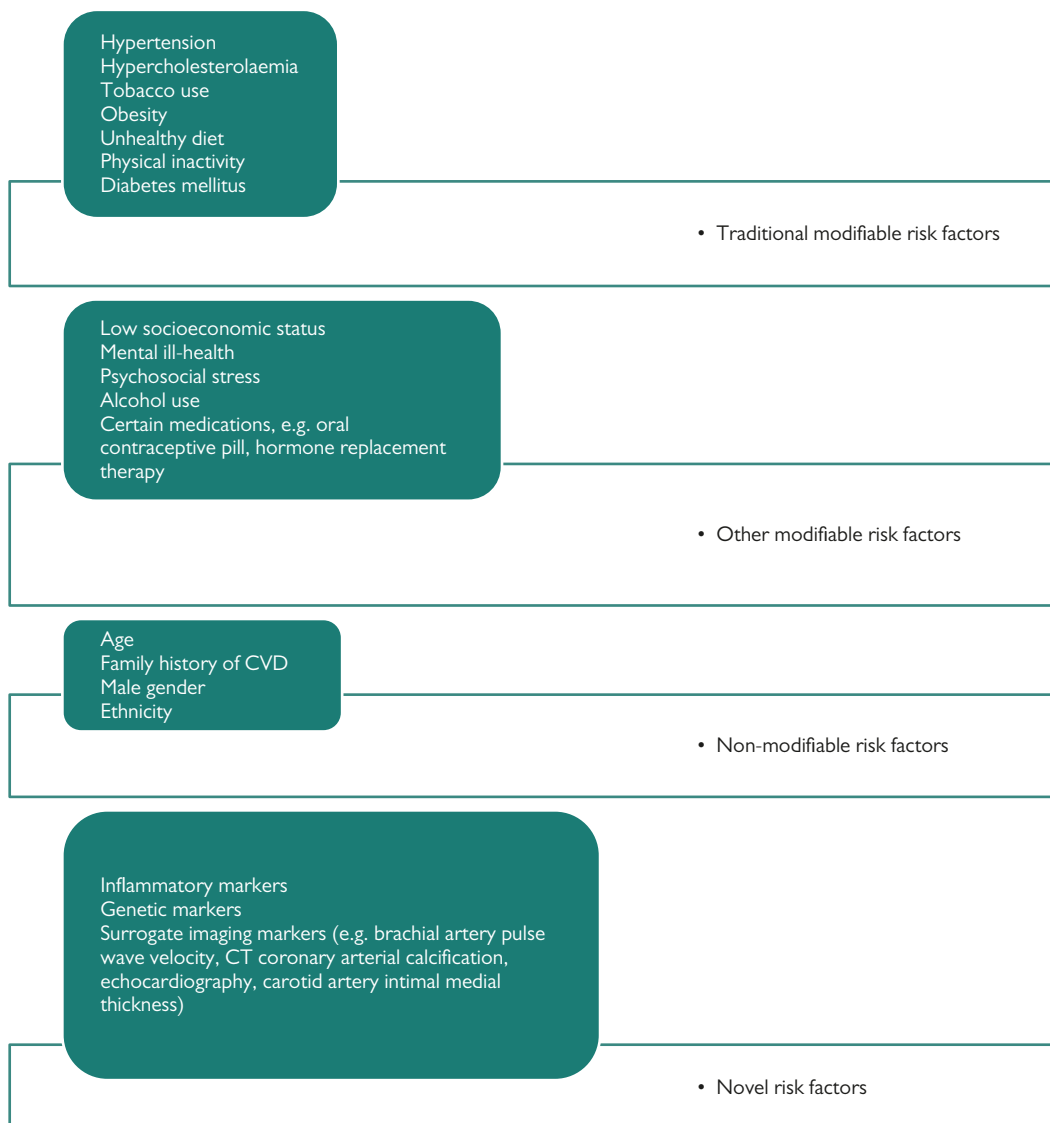 Hypertension
Hypercholesterolaemia
Tobacco use
Obesity
Unhealthy diet
Physical inactivity
Diabetes mellitus
• Traditional modifiable risk factors
Low socioeconomic status
Mental ill-health
Psychosocial stress
Alcohol use
Certain medications, e.g. oral
contraceptive pill, hormone replacement
therapy
• Other modifiable risk factors
Age
Family history of CVD
Male gender
Ethnicity
• Non-modifiable risk factors
Inflammatory markers
Genetic markers
Surrogate imaging markers (e.g. brachial artery pulse
wave velocity, CT coronary arterial calcification,
echocardiography, carotid artery intimal medial
thickness)
• Novel risk factors